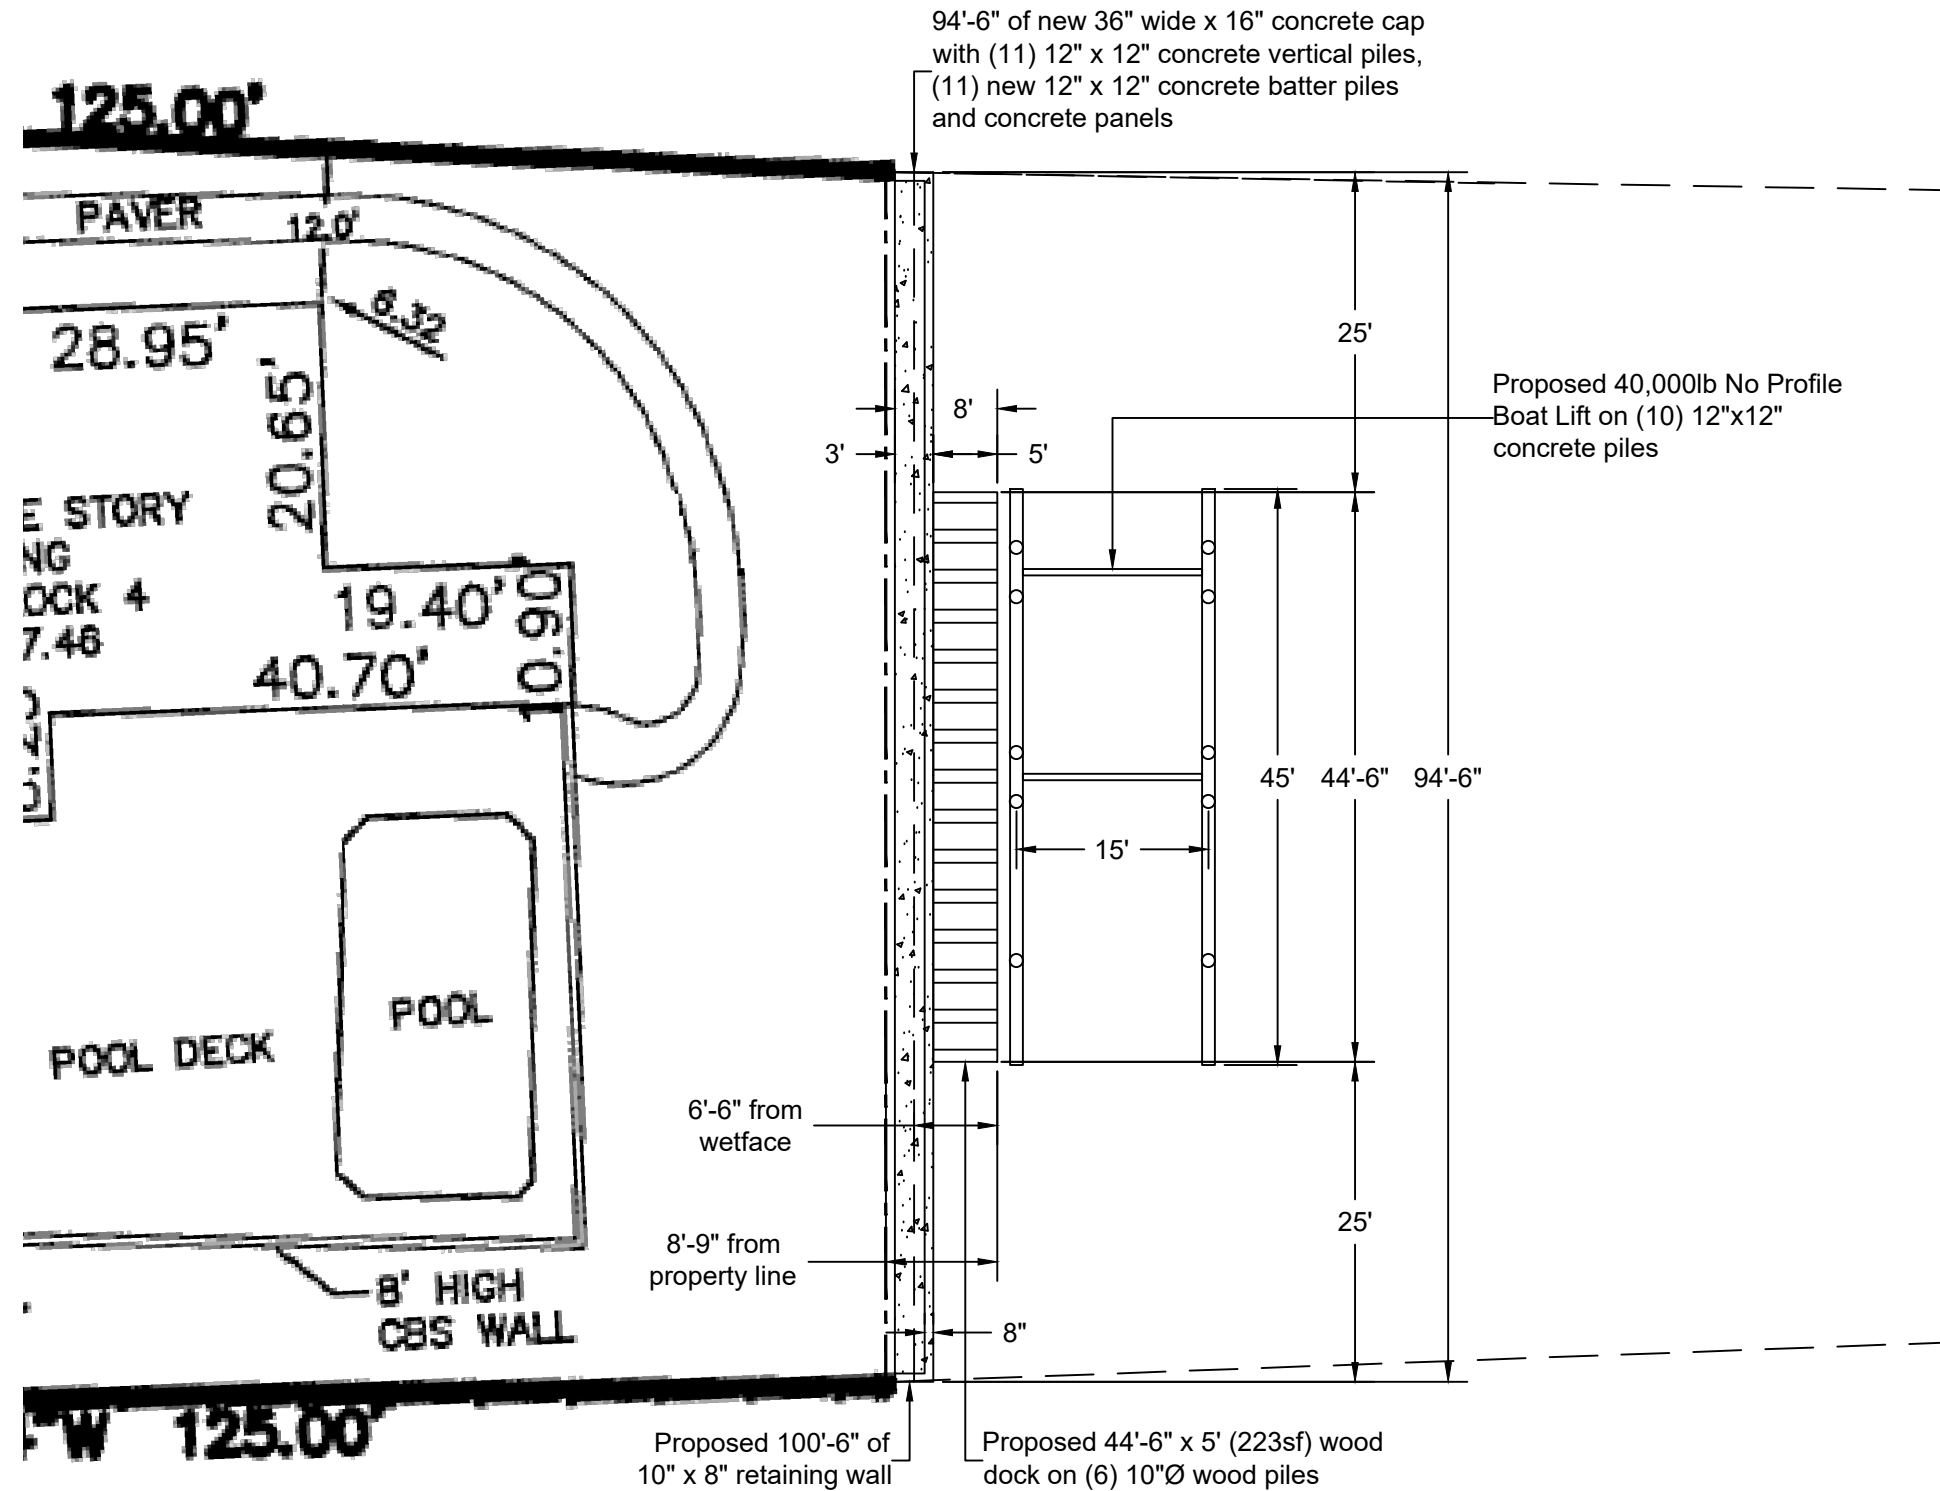 94'-6" of new 36" wide x 16" concrete cap
with (11) 12" x 12" concrete vertical piles,
(11) new 12" x 12" concrete batter piles
and concrete panels
125.00'
PAVER
12.0'
6.32
28.95'
20.65'
25'
8'
3'
5'
Proposed 40,000lb No Profile
Boat Lift on (10) 12"x12"
concrete piles
E STORY
NG
OCK 4
7.46
19.40'
10.90'
40.70'
45'
44'-6"
94'-6"
15'
POOL
POOL DECK
6'-6" from
wetface
8'-9" from
property line
25'
8' HIGH
CBS WALL
8"
"W 125.00'
Proposed 100'-6" of
10" x 8" retaining wall
Proposed 44'-6" x 5' (223sf) wood
dock on (6) 10"Ø wood piles